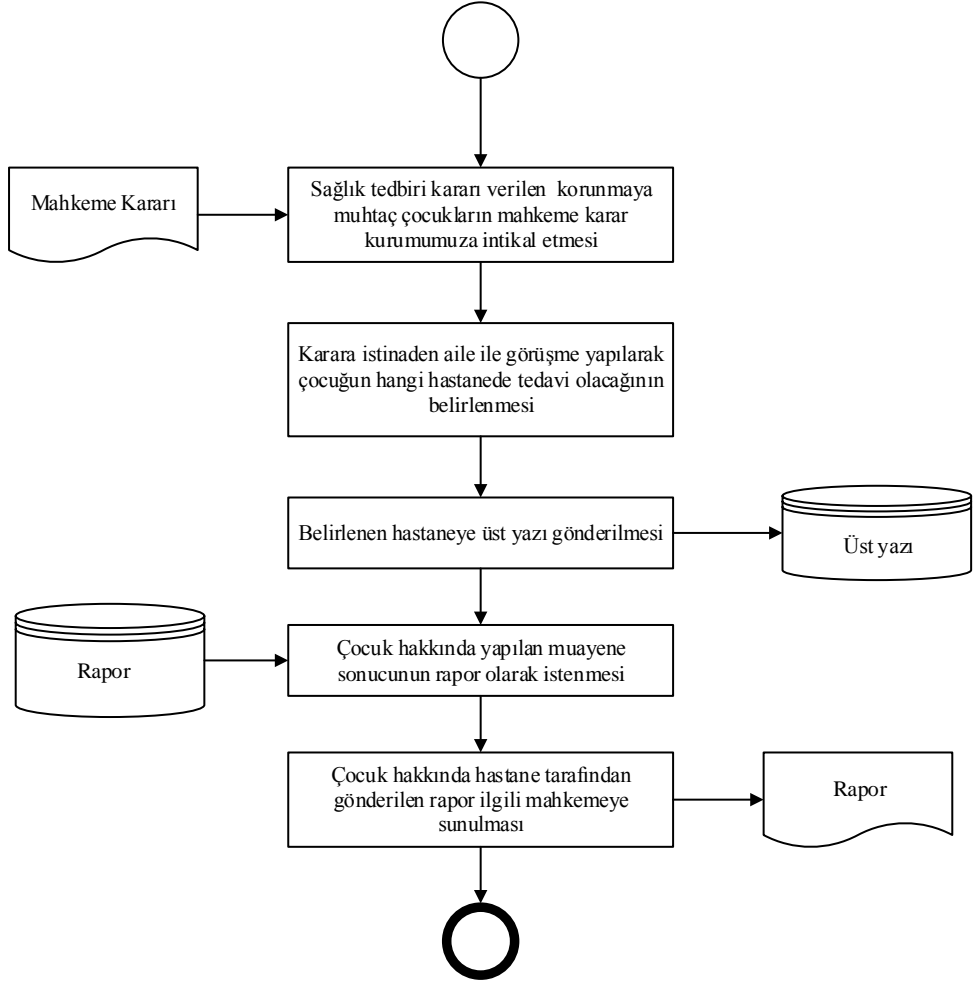 Mahkeme Kararı
Sağlık tedbiri kararı verilen  korunmaya
muhtaç çocukların mahkeme karar
kurumumuza intikal etmesi
Karara istinaden aile ile görüşme yapılarak
çocuğun hangi hastanede tedavi olacağının
belirlenmesi
Belirlenen hastaneye üst yazı gönderilmesi
Üst yazı
Rapor
Çocuk hakkında yapılan muayene
sonucunun rapor olarak istenmesi
Çocuk hakkında hastane tarafından
gönderilen rapor ilgili mahkemeye
sunulması
Rapor